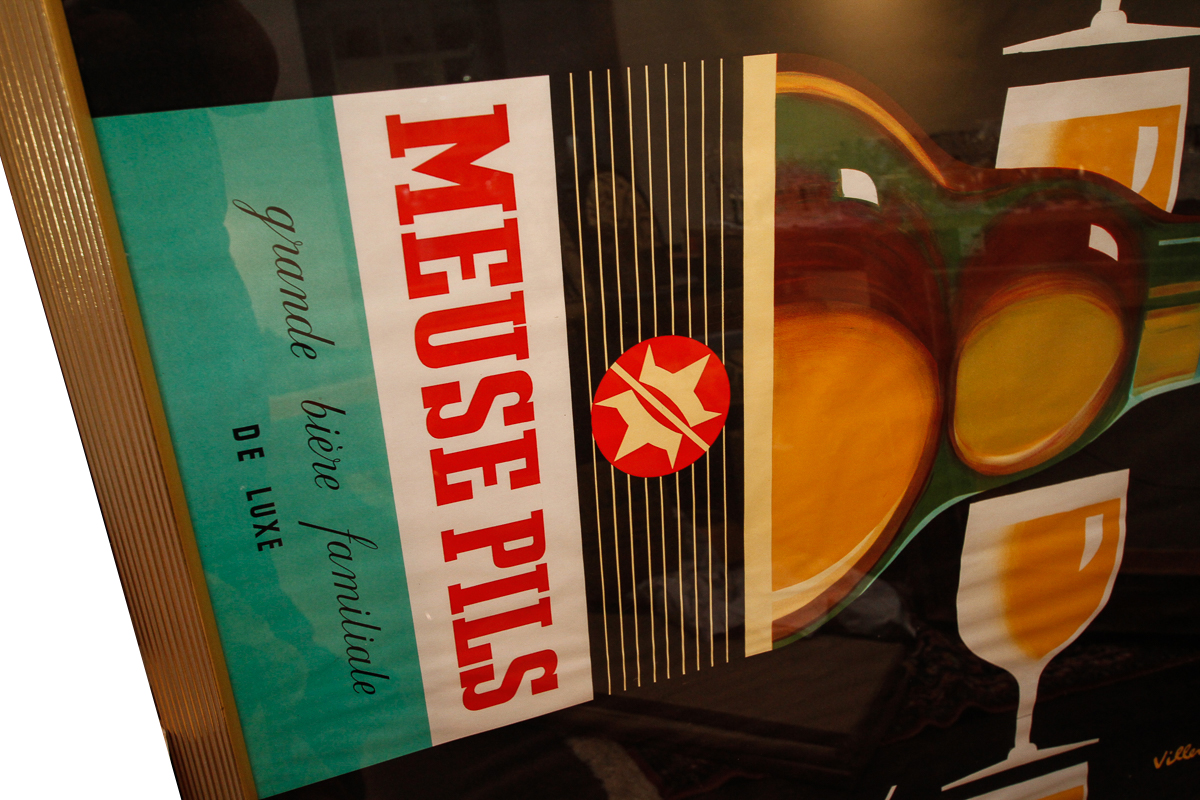 MEUSE PILS
grande bière familiale
DE LUXE